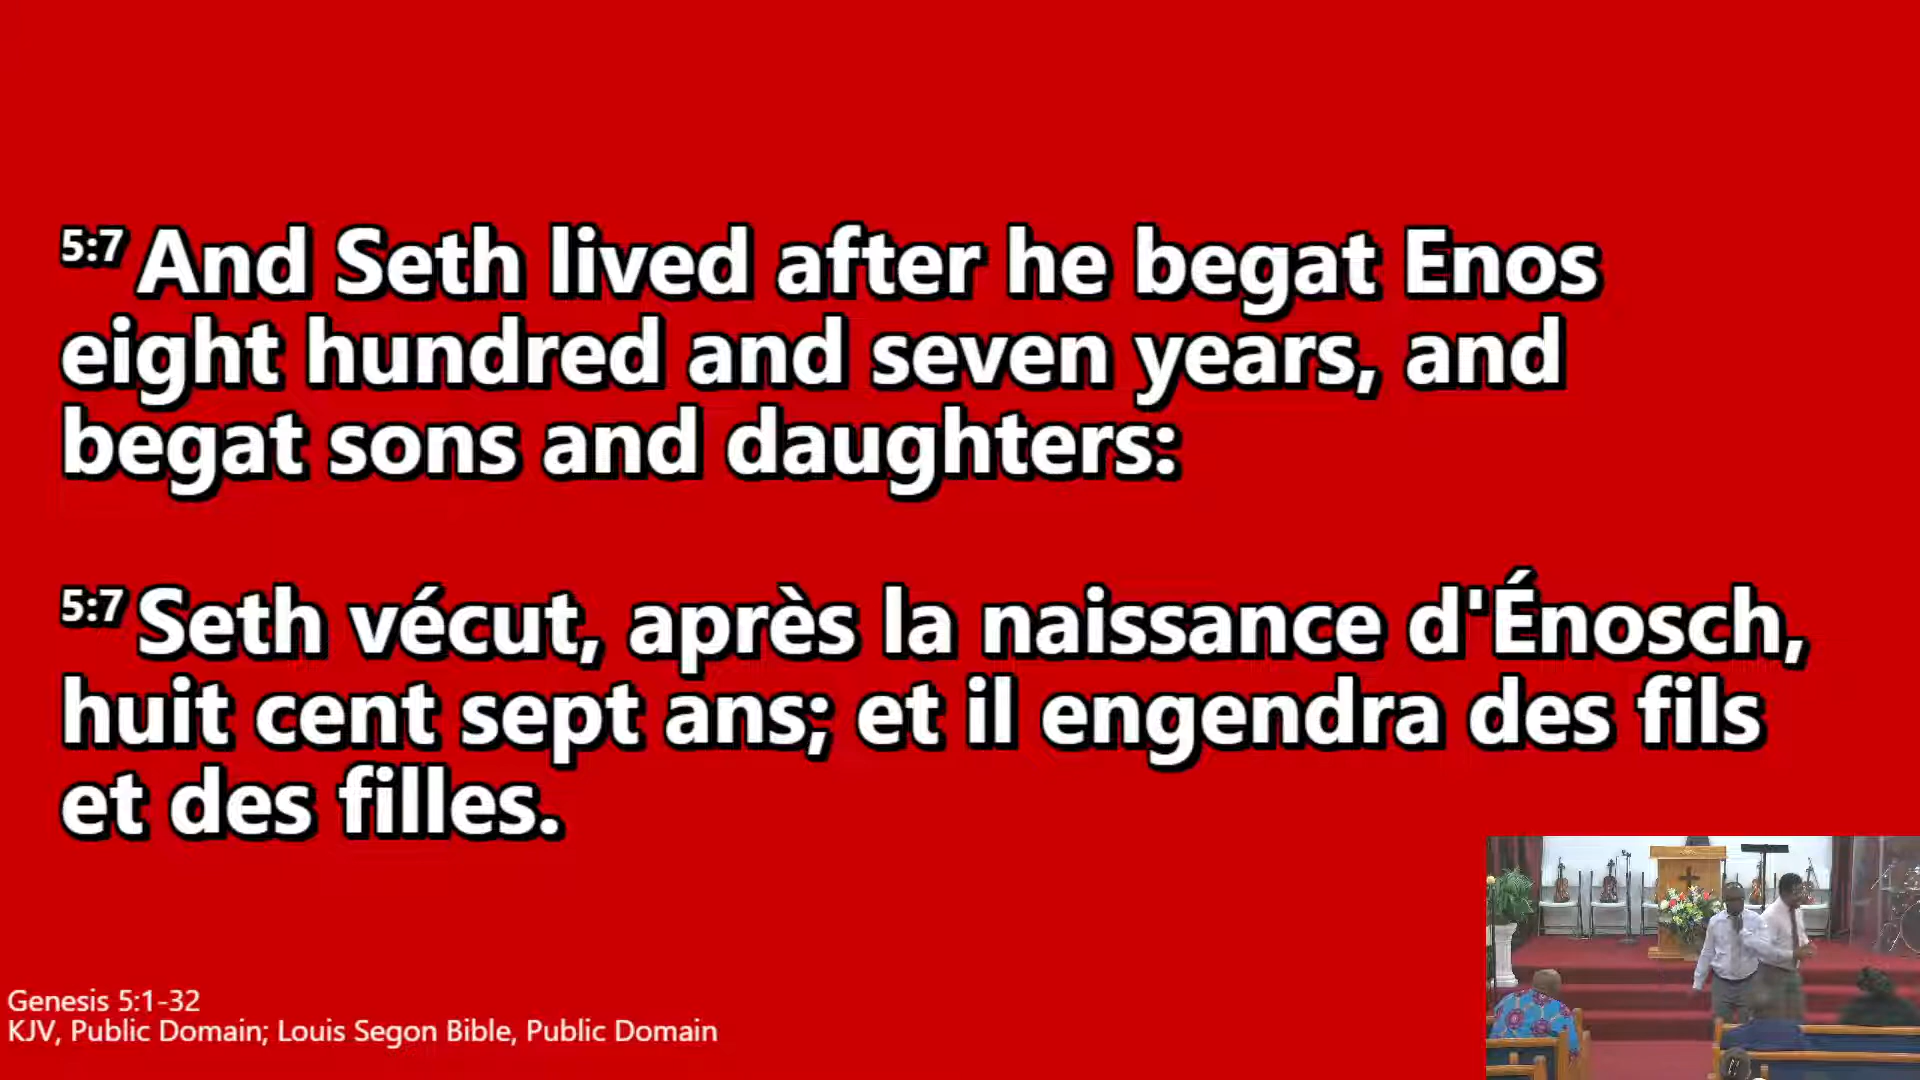 5:7 And Seth lived after he begat Enos
eight hundred and seven years, and
begat sons and daughters:
5:7 Seth vécut, après la naissance d'Énosch,
huit cent sept ans; et il engendra des fils
et des filles.
Genesis 5:1-32
KJV, Public Domain; Louis Segon Bible, Public Domain